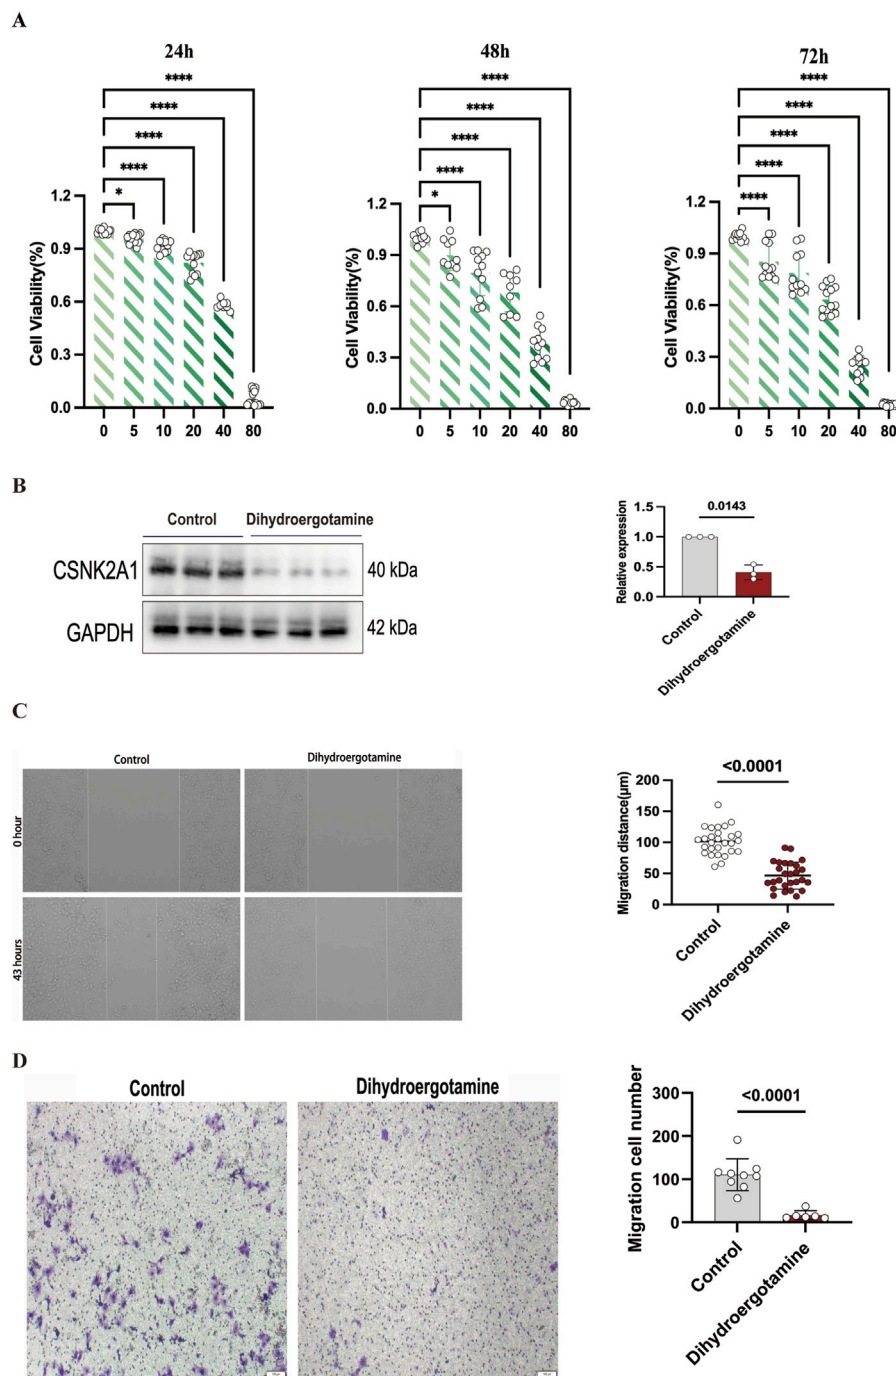 A
24h
****
****
****
****
*
Cell Viability(%)
1.2
0.9
0.6
0.3
0.0
0 5 10 20 40 80
48h
****
****
****
****
*
Cell Viability(%)
1.2
0.9
0.6
0.3
0.0
0 5 10 20 40 80
72h
****
****
****
****
****
Cell Viability(%)
1.2
0.9
0.6
0.3
0.0
0 5 10 20 40 80
B
Control Dihydroergotamine
CSNK2A1 40 kDa
GAPDH 42 kDa
Relative expression
1.5
1.0
0.5
0.0
0.0143
Control
Dihydroergotamine
C
Control Dihydroergotamine
0 hour
43 hours
Migration distance(μm)
200
150
100
50
0
<0.0001
Control
Dihydroergotamine
D
Control Dihydroergotamine
Migration cell number
300
200
100
0
<0.0001
Control
Dihydroergotamine